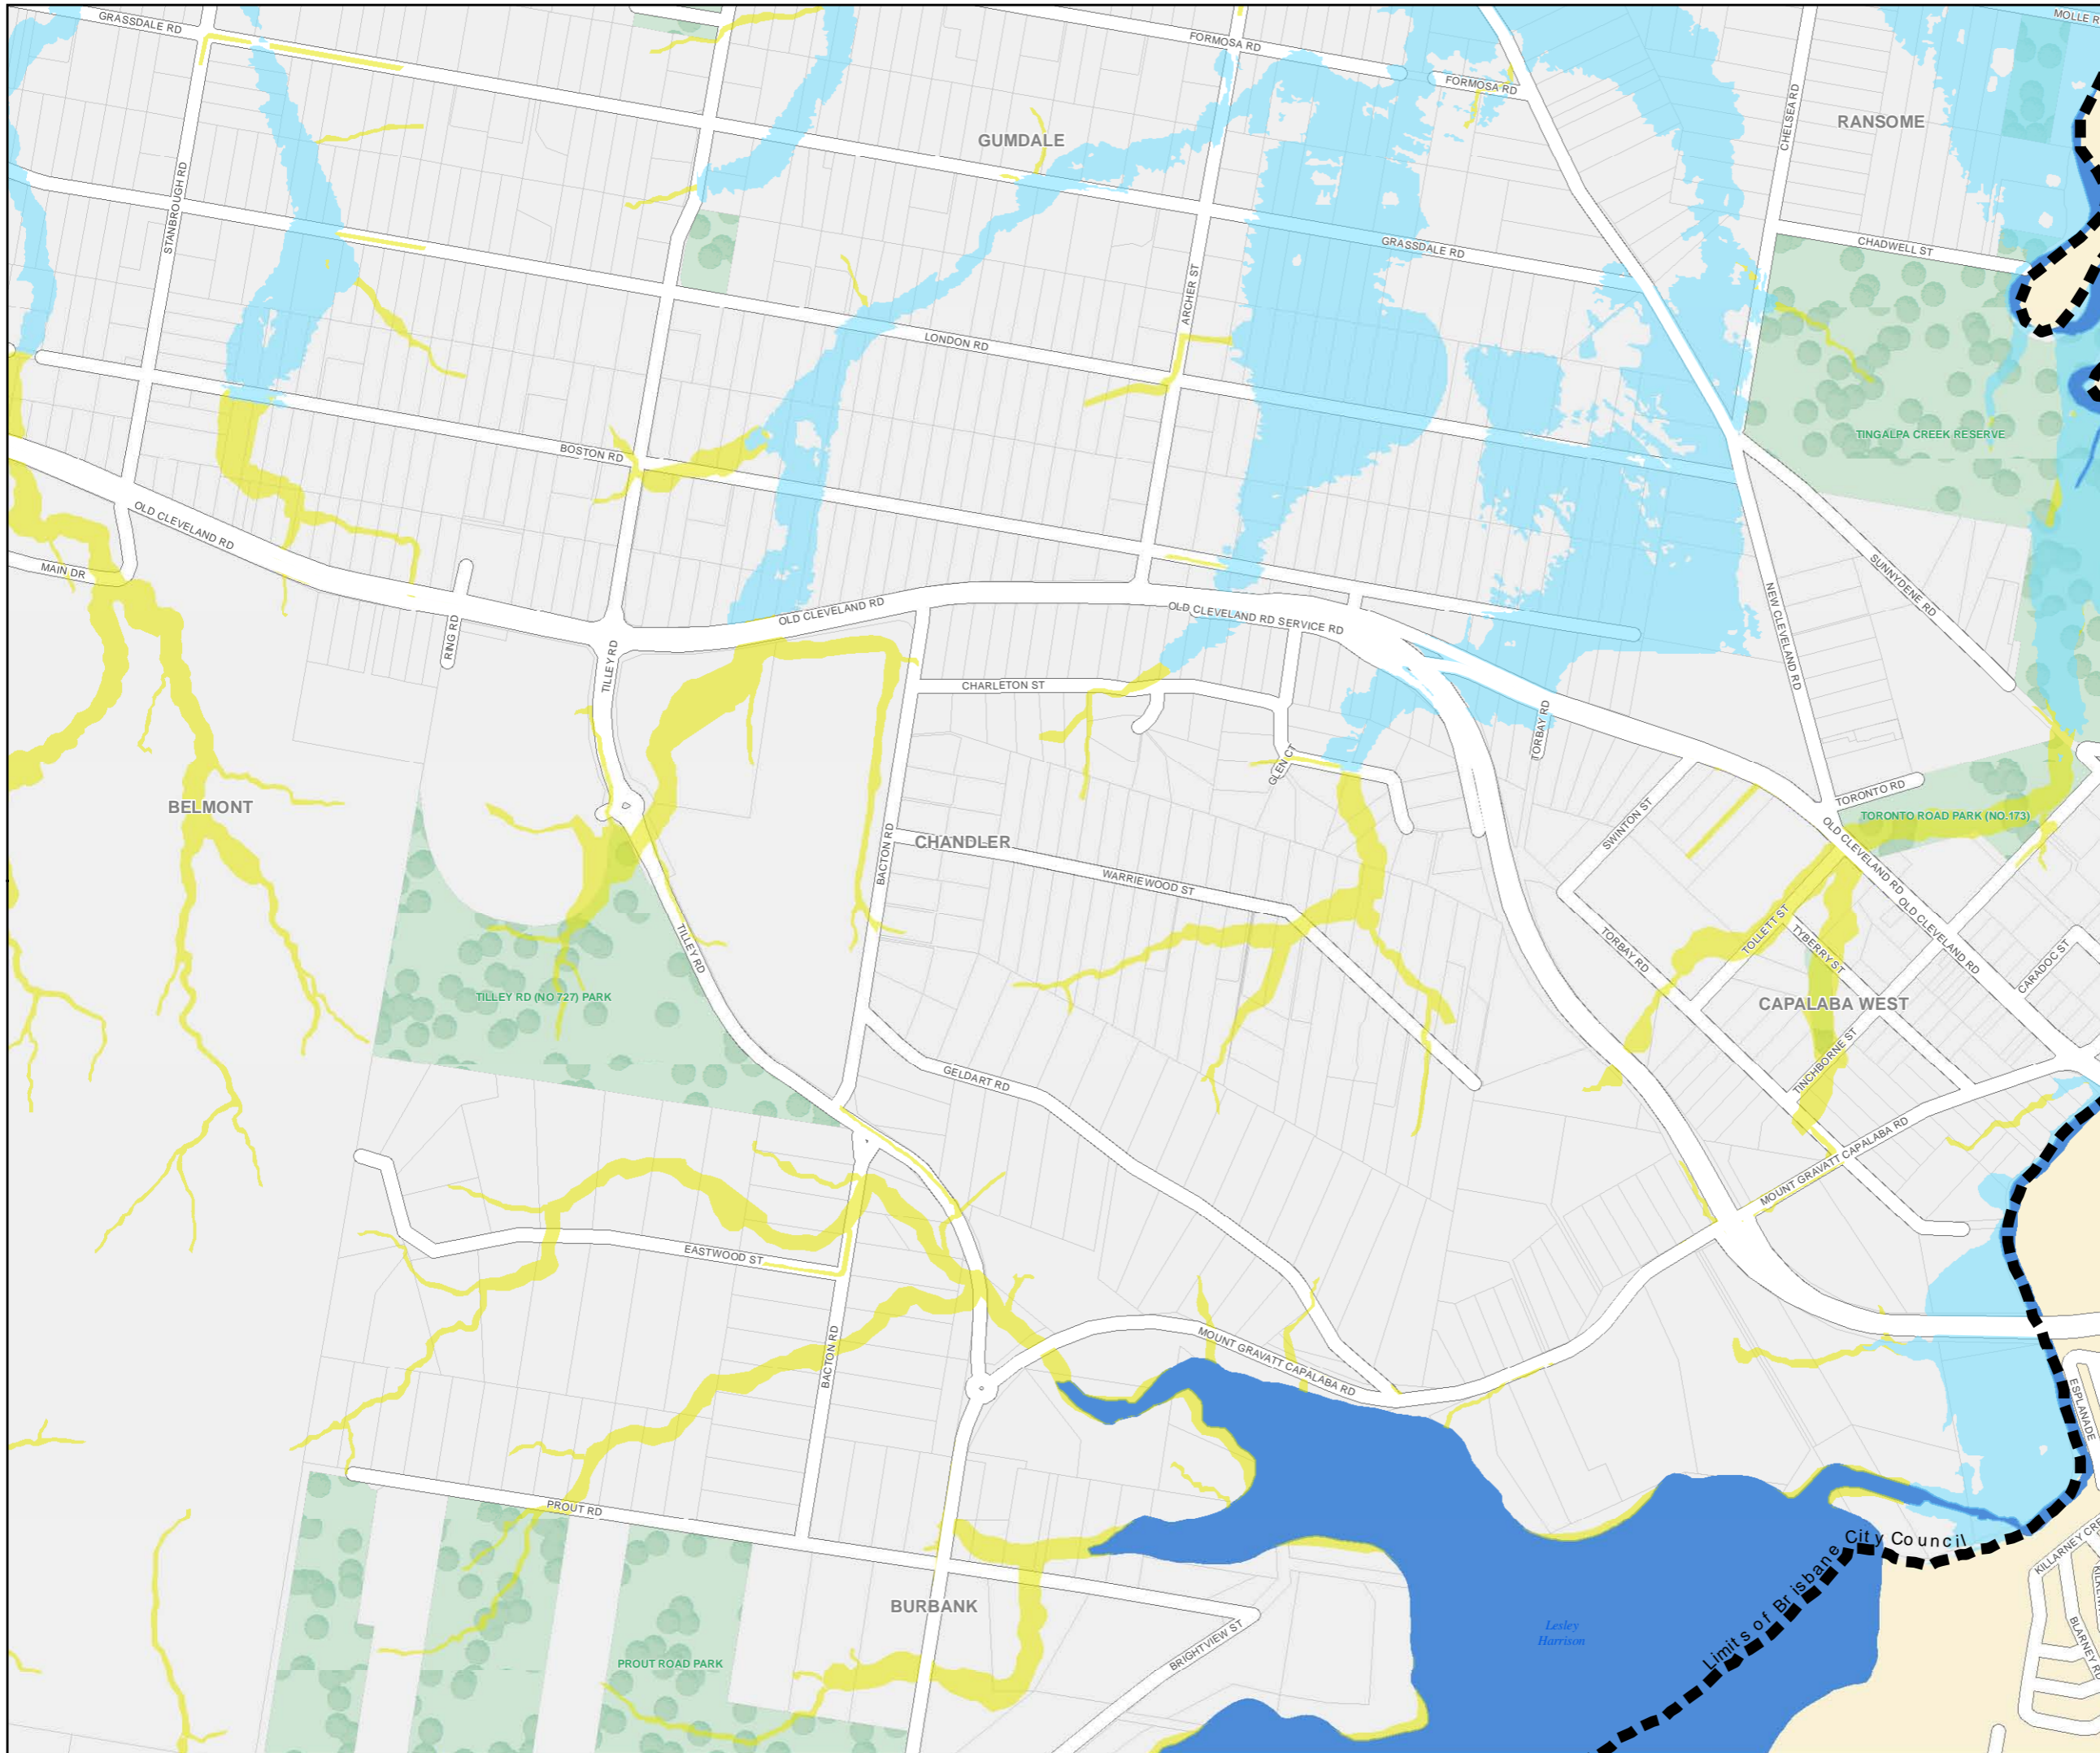 GRASSDALE RD
FORMOSA RD
MOLLE R
FORMOSA RD
CHELSEA RD
RANSOME
GUMDALE
STANBROUGH RD
CHADWELL ST
GRASSDALE RD
ARCHER ST
LONDON RD
TINGALPA CREEK RESERVE
BOSTON RD
OLD CLEVELAND RD
MAIN DR
SUNNYDENE RD
OLD CLEVELAND RD
OLD CLEVELAND RD SERVICE RD
NEW CLEVELAND RD
RING RD
TILLEY RD
CHARLETON ST
TORBAY RD
GLEN CT
BELMONT
TORONTO RD
TORONTO ROAD PARK (NO.173)
SWINTON ST
CHANDLER
BACTON RD
WARRIEWOOD ST
OLD CLEVELAND RD
OLD CLEVELAND RD
TOLLETT ST
TYBERRY ST
TORBAY RD
TILLEY RD
CARADOC ST
TILLEY RD (NO 727) PARK
CAPALABA WEST
TINCHBORNE ST
GELDART RD
MOUNT GRAVATT CAPALABA RD
EASTWOOD ST
BACTON RD
MOUNT GRAVATT CAPALABA RD
ESPLANADE
PROUT RD
Limits of Brisbane City Council
KILLARNEY CRE
BURBANK
Lesley
Harrison
BRIGHTVIEW ST
BLARNEY RD
PROUT ROAD PARK